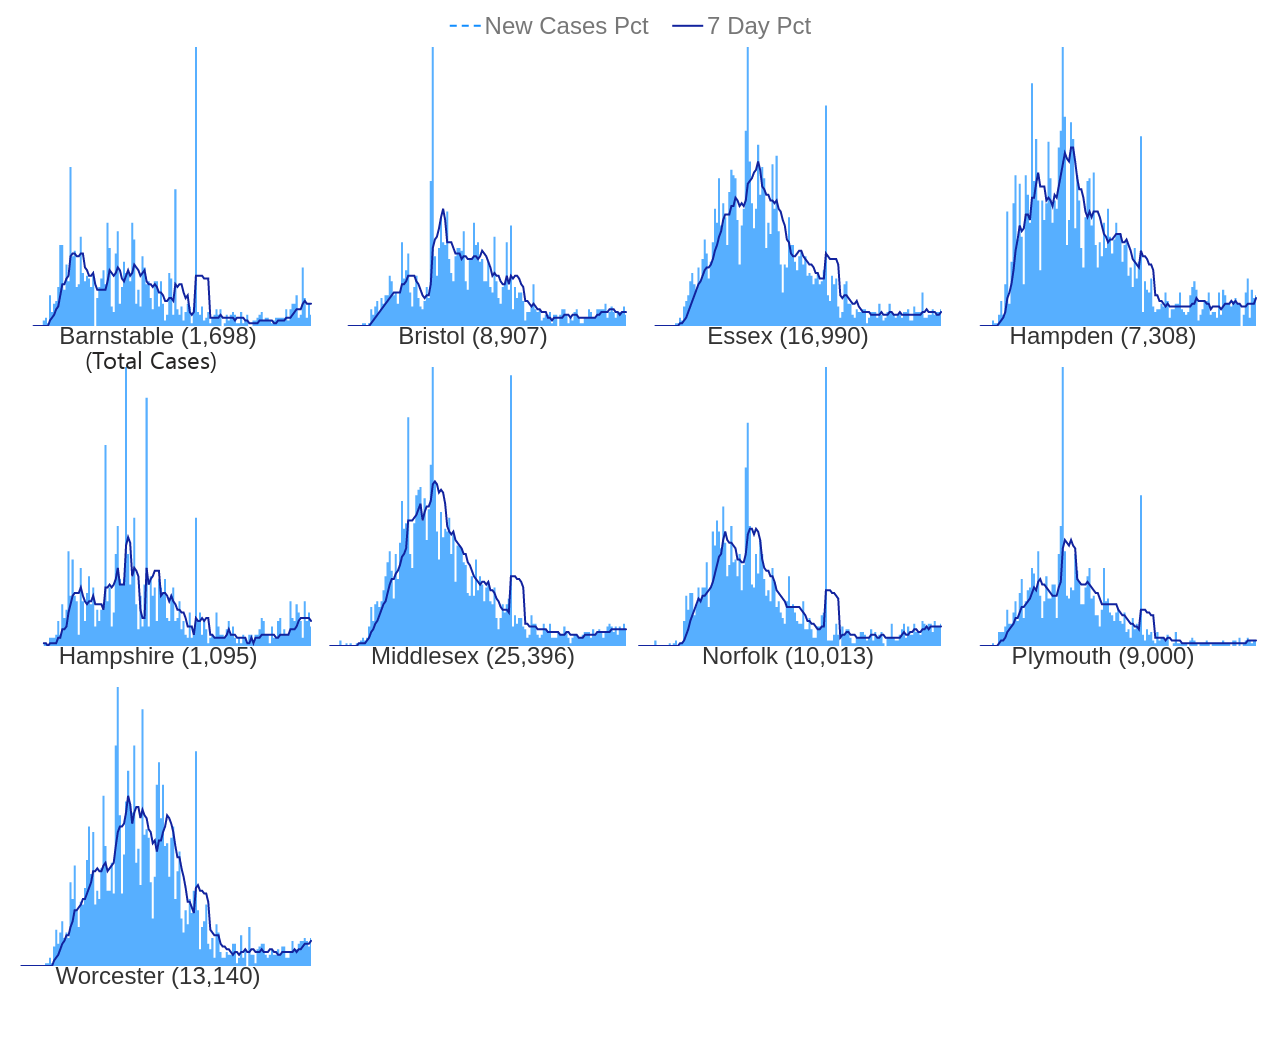 New Cases Pct 7 Day Pct
Barnstable (1,698) Bristol (8,907) Essex (16,990) Hampden (7,308)
(Total Cases)
Hampshire (1,095) Middlesex (25,396) Norfolk (10,013) Plymouth (9,000)
Worcester (13,140)